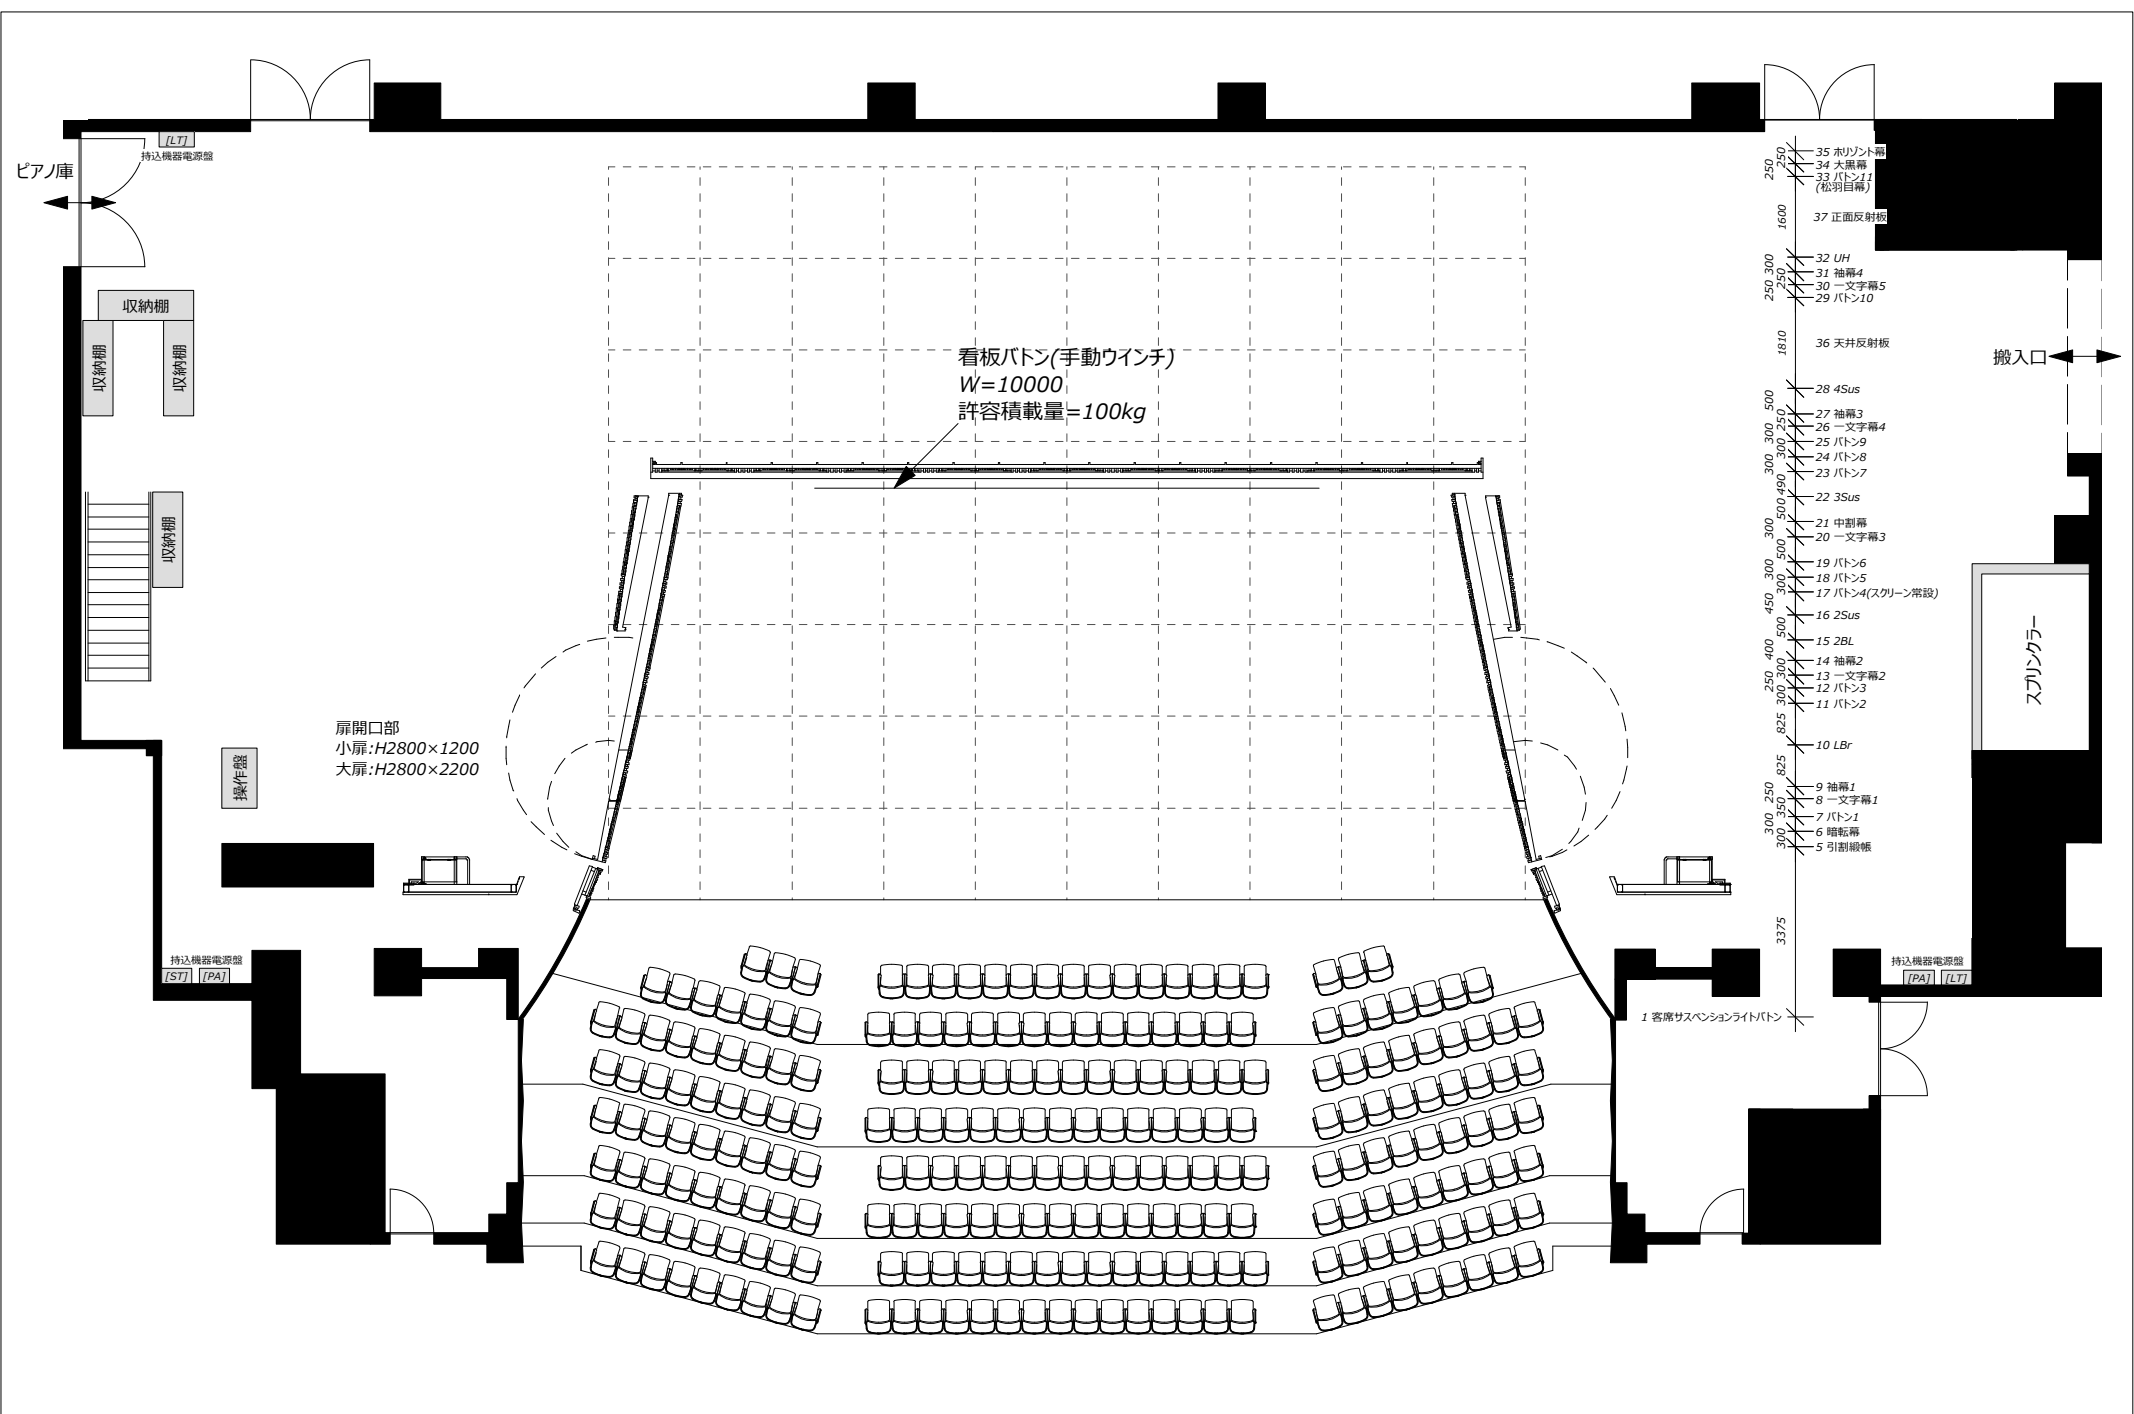 [LT]
持込機器電源盤
ピアノ庫
収納棚
収納棚
収納棚
収納棚
看板バトン(手動ウインチ)
W=10000
許容積載量=100kg
扉開口部
小扉:H2800×1200
大扉:H2800×2200
操作盤
持込機器電源盤
[ST] [PA]
35 ホリゾント幕
250
34 大黒幕
250
33 バトン11
(松羽目幕)
1600
37 正面反射板
32 UH
300
31 袖幕4
250
30 一文字幕5
250
29 バトン10
1810
36 天井反射板
搬入口
28 4Sus
500
27 袖幕3
250
26 一文字幕4
300
25 バトン9
300
24 バトン8
300
23 バトン7
490
22 3Sus
500
21 中割幕
300
20 一文字幕3
500
19 バトン6
300
18 バトン5
300
17 バトン4(スクリーン常設)
450
16 2Sus
500
15 2BL
400
14 袖幕2
300
13 一文字幕2
250
12 バトン3
300
11 バトン2
825
10 LBr
825
9 袖幕1
250
8 一文字幕1
350
7 バトン1
300
6 暗転幕
300
5 引割緞帳
3375
1 客席サスペンションライトバトン
スプリンクラー
持込機器電源盤
[PA] [LT]